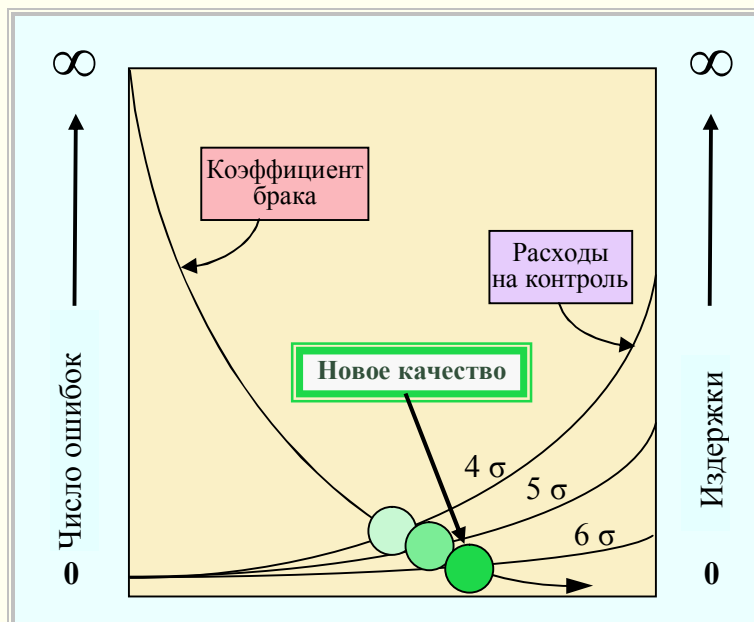 ∞
∞
Коэффициент
брака
Расходы
на контроль
Новое качество
4 σ
5 σ
6 σ
Число ошибок
Издержки
0
0